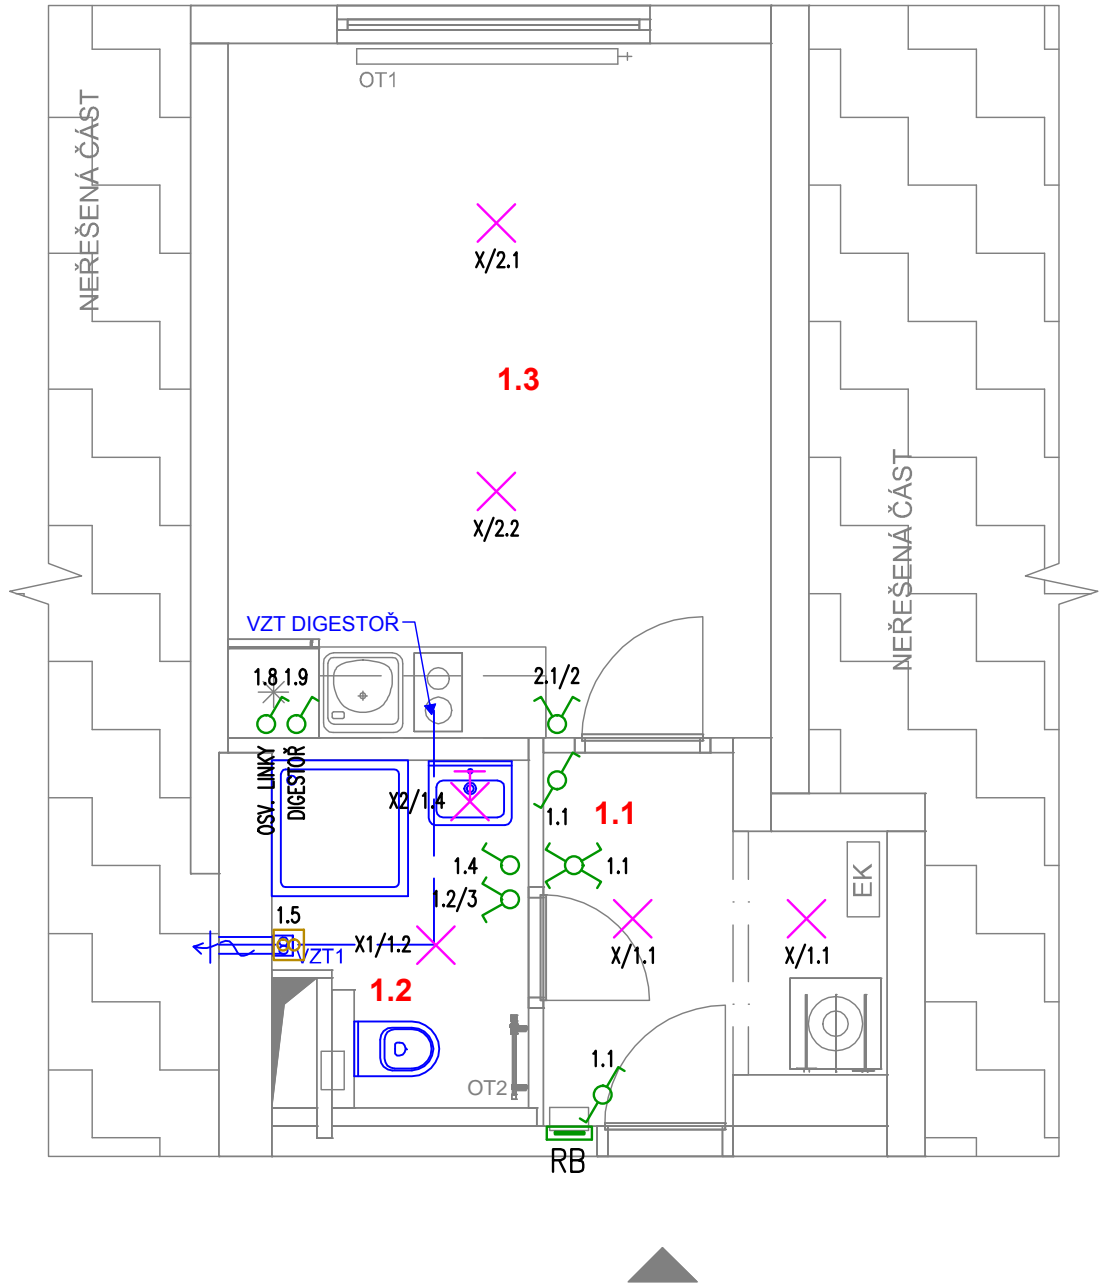 OT1
NEŘEŠENÁ ČÁST
X/2.1
1.3
X/2.2
NEŘEŠENÁ ČÁST
VZT DIGESTOŘ
1.8 1.9
2.1/2
OSV. LINKY
DIGESTOŘ
X2/1.4
1.1
1.1
1.4
1.1
EK
1.2/3
1.5
X1/1.2
VZT1
X/1.1
X/1.1
1.2
1.1
OT2
RB